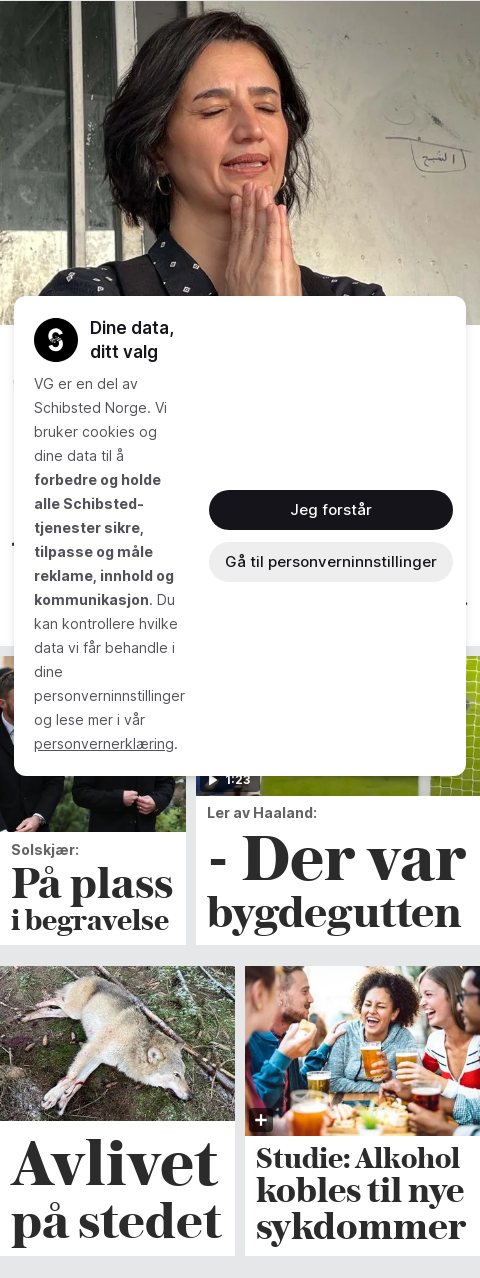 Dine data,
ditt valg
VG er en del av
Schibsted Norge. Vi
bruker cookies og
dine data til å
forbedre og holde
alle Schibsted-
tjenester sikre,
tilpasse og måle
reklame, innhold og
kommunikasjon. Du
kan kontrollere hvilke
data vi får behandle i
dine
personverninnstillinger
og lese mer i vår
personvernerklæring.
Jeg forstår
Gå til personverninnstillinger
1:23
Solskjær:
På plass
i begravelse
Ler av Haaland:
- Der var
bygdegutten
Avlivet
på stedet
Studie: Alkohol
kobles til nye
sykdommer